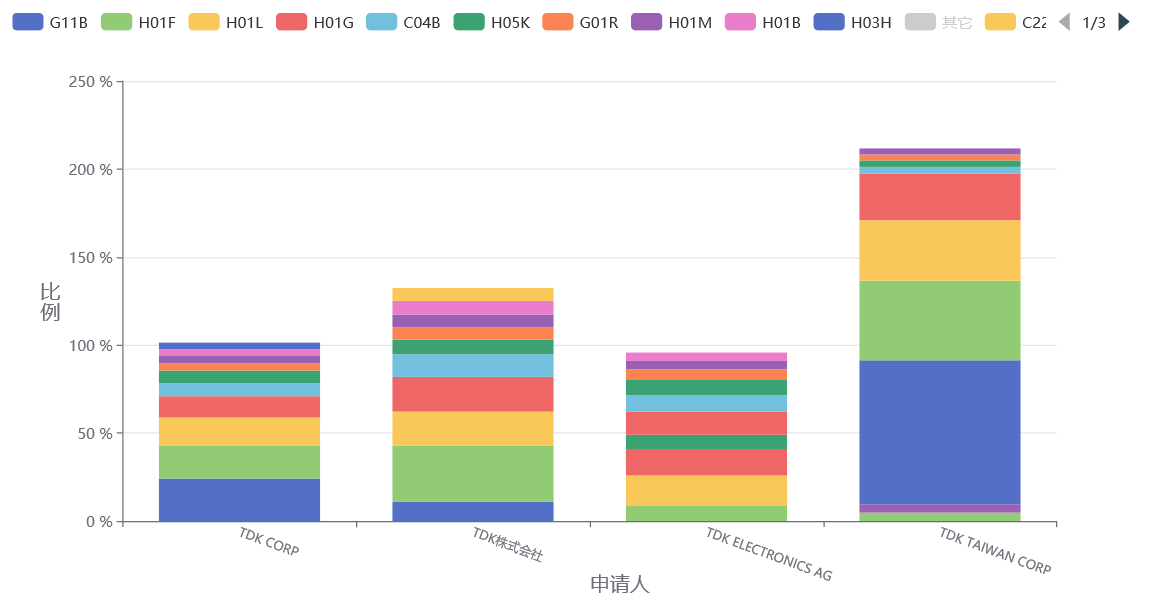 G11B H01F H01L H01G C04B H05K G01R H01M H01B H03H 其它 C22 1/3
250 %
200 %
150 %
100 %
50 %
0 %
比例
TDK CORP
TDK株式会社
TDK ELECTRONICS AG
TDK TAIWAN CORP
申请人